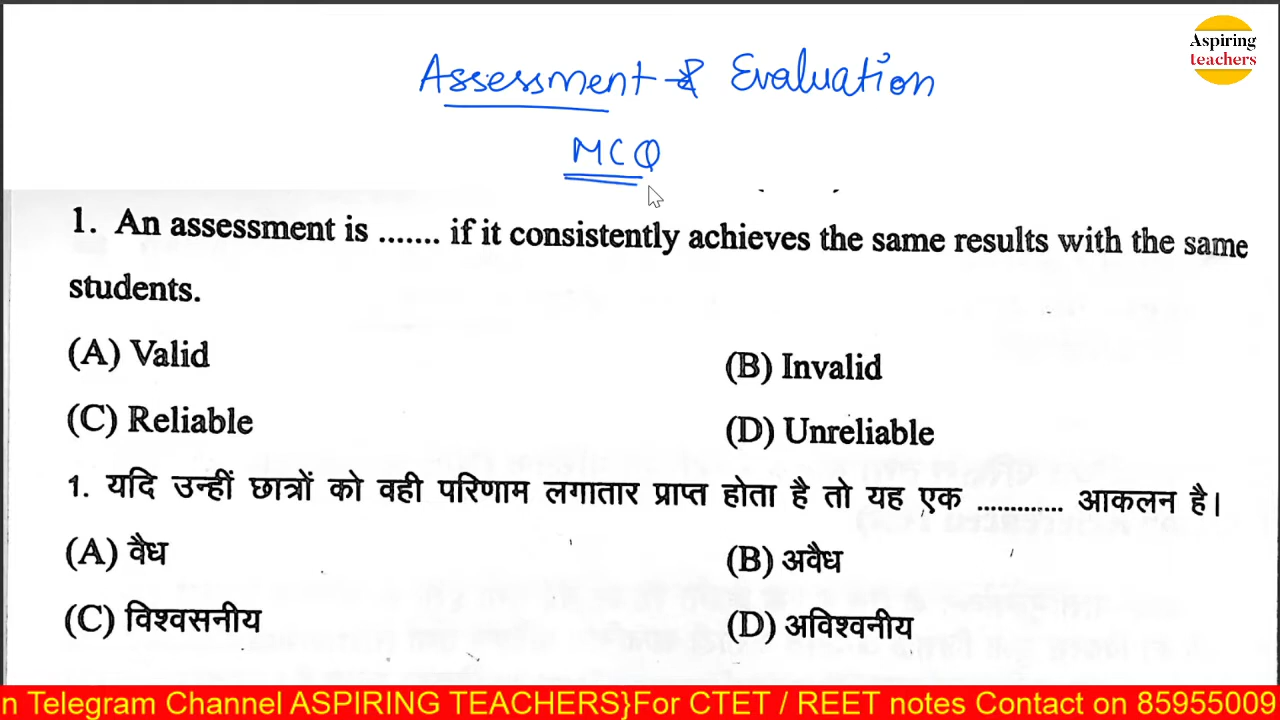 Aspiring
teachers
Assessment & Evaluation
MCQ
1. An assessment is ....... if it consistently achieves the same results with the same
students.
(A) Valid
(B) Invalid
(C) Reliable
(D) Unreliable
1. यदि उन्हीं छात्रों को वही परिणाम लगातार प्राप्त होता है तो यह एक ............. आकलन है।
(A) वैध
(B) अवैध
(C) विश्वसनीय
(D) अविश्वनीय
n Telegram Channel ASPIRING TEACHERS}For CTET / REET notes Contact on 85955009